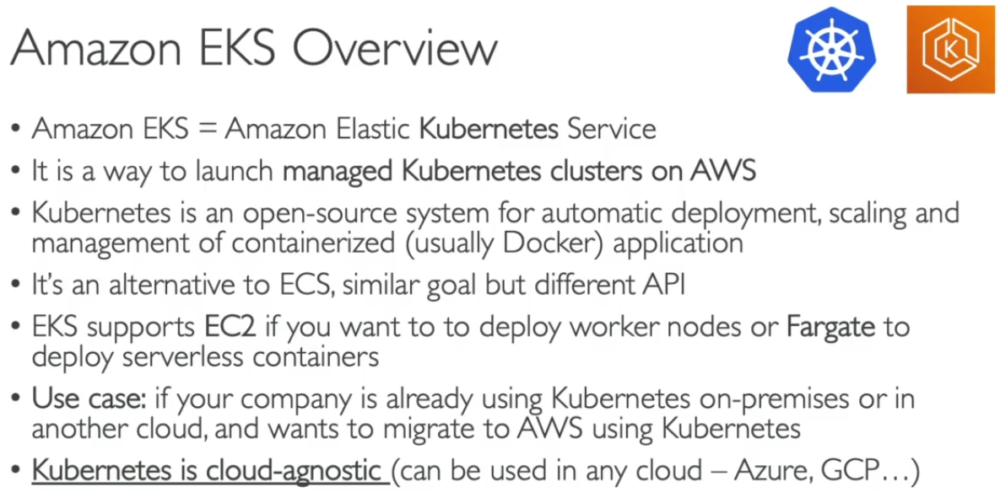 Amazon EKS Overview
K
• Amazon EKS = Amazon Elastic Kubernetes Service
• It is a way to launch managed Kubernetes clusters on AWS
• Kubernetes is an open-source system for automatic deployment, scaling and
management of containerized (usually Docker) application
• It's an alternative to ECS, similar goal but different API
• EKS supports EC2 if you want to to deploy worker nodes or Fargate to
deploy serverless containers
• Use case: if your company is already using Kubernetes on-premises or in
another cloud, and wants to migrate to AWS using Kubernetes
• Kubernetes is cloud-agnostic (can be used in any cloud – Azure, GCP…)